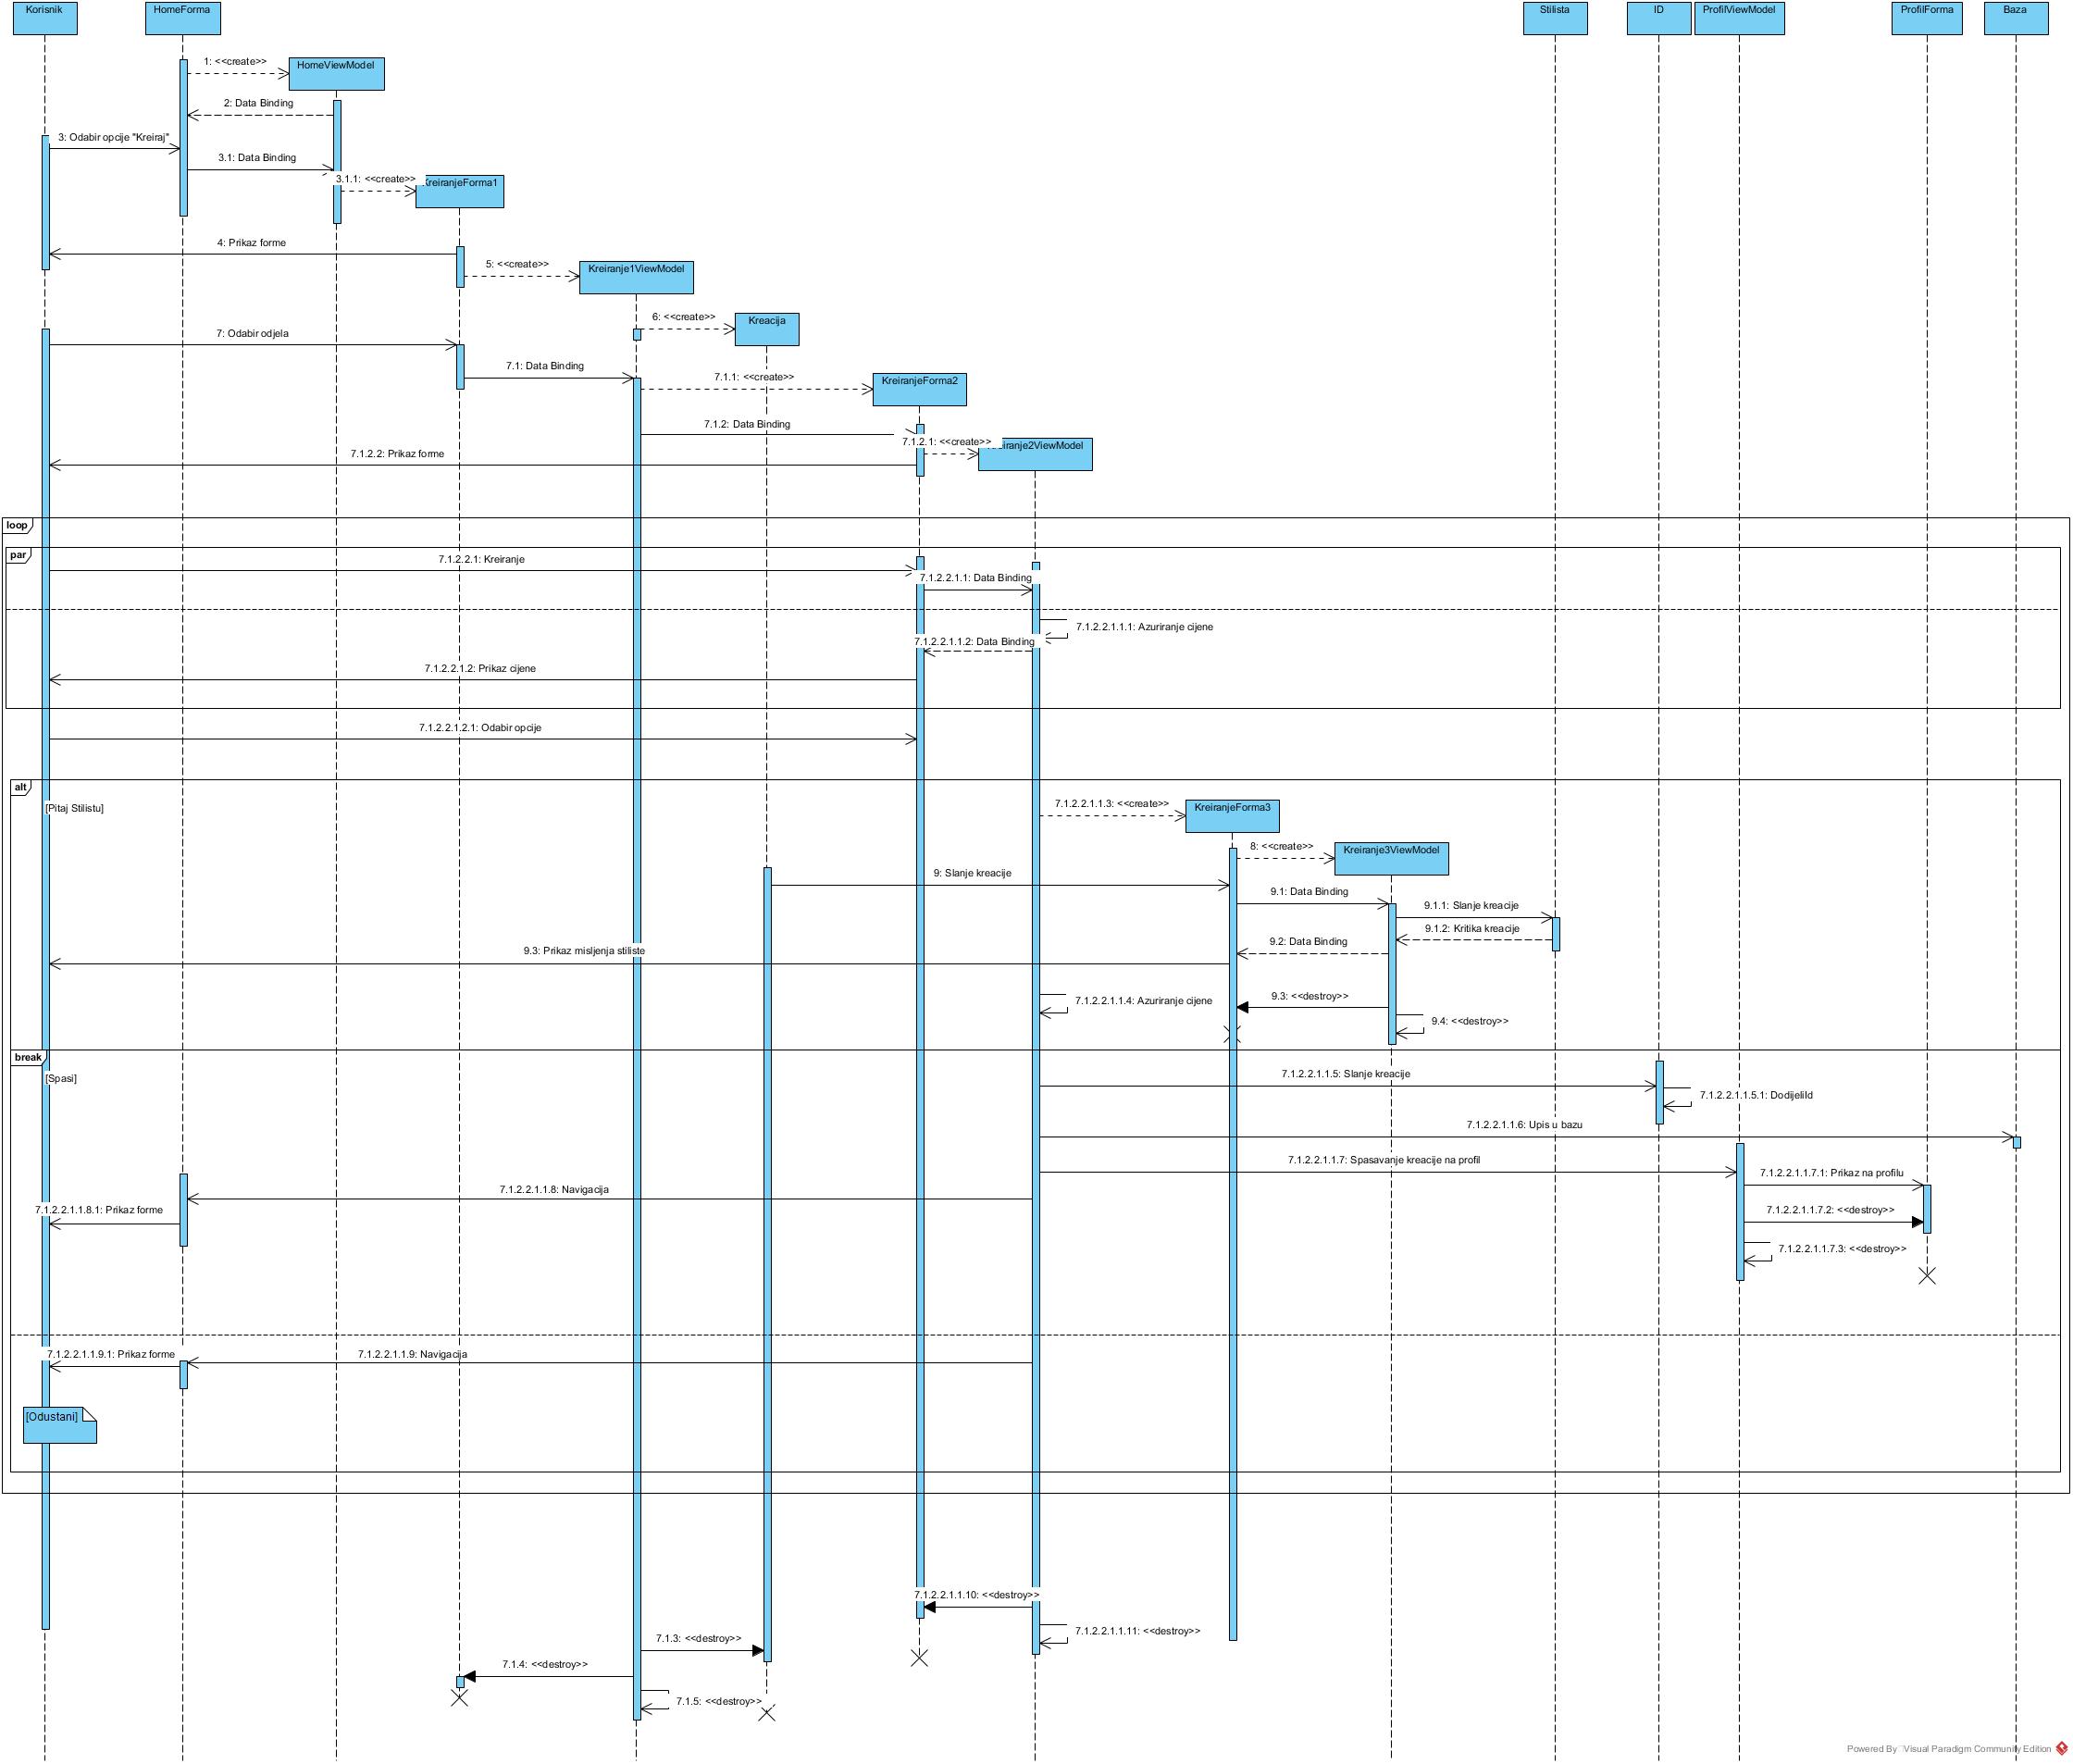 Korisnik
HomeForma
Stilista
ID
ProfilViewModel
ProfilForma
Baza
1: <<create>>
HomeViewModel
2: Data Binding
3: Odabir opcije "Kreiraj"
3.1: Data Binding
3.1.1: <<create>>
KreiranjeForma1
4: Prikaz forme
5: <<create>>
Kreiranje1ViewModel
6: <<create>>
Kreacija
7: Odabir odjela
7.1: Data Binding
7.1.1: <<create>>
KreiranjeForma2
7.1.2: Data Binding
7.1.2.1: <<create>>
Kreiranje2ViewModel
7.1.2.2: Prikaz forme
loop
par
7.1.2.2.1: Kreiranje
7.1.2.2.1.1: Data Binding
7.1.2.2.1.1.1: Azuriranje cijene
7.1.2.2.1.1.2: Data Binding
7.1.2.2.1.2: Prikaz cijene
7.1.2.2.1.2.1: Odabir opcije
alt
[Pitaj Stilistu]
7.1.2.2.1.1.3: <<create>>
KreiranjeForma3
8: <<create>>
Kreiranje3ViewModel
9: Slanje kreacije
9.1: Data Binding
9.1.1: Slanje kreacije
9.1.2: Kritika kreacije
9.2: Data Binding
9.3: Prikaz misljenja stiliste
7.1.2.2.1.1.4: Azuriranje cijene
9.3: <<destroy>>
9.4: <<destroy>>
break
[Spasi]
7.1.2.2.1.1.5: Slanje kreacije
7.1.2.2.1.1.5.1: DodijeliId
7.1.2.2.1.1.6: Upis u bazu
7.1.2.2.1.1.7: Spasavanje kreacije na profil
7.1.2.2.1.1.7.1: Prikaz na profilu
7.1.2.2.1.1.8: Navigacija
7.1.2.2.1.1.8.1: Prikaz forme
7.1.2.2.1.1.7.2: <<destroy>>
7.1.2.2.1.1.7.3: <<destroy>>
7.1.2.2.1.1.9.1: Prikaz forme
7.1.2.2.1.1.9: Navigacija
[Odustani]
7.1.2.2.1.1.10: <<destroy>>
7.1.2.2.1.1.11: <<destroy>>
7.1.3: <<destroy>>
7.1.4: <<destroy>>
7.1.5: <<destroy>>
Powered By Visual Paradigm Community Edition